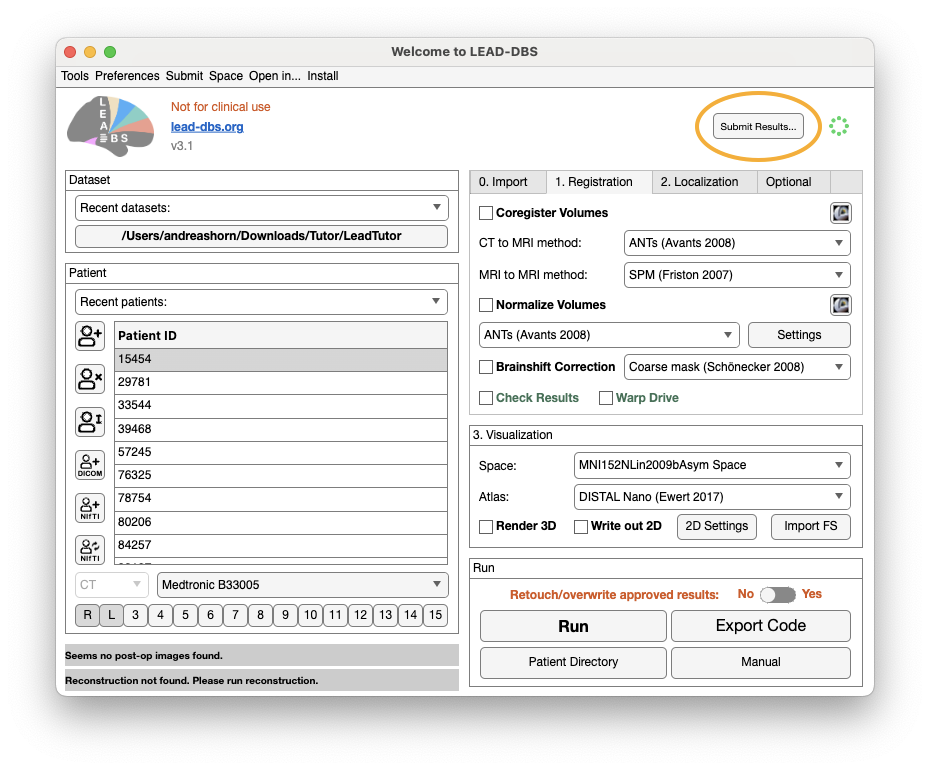 Welcome to LEAD-DBS
Tools Preferences Submit Space Open in... Install
LEAD DBS
Not for clinical use
lead-dbs.org
v3.1
Submit Results...
Dataset
Recent datasets:
/Users/andreashorn/Downloads/Tutor/LeadTutor
Patient
Recent patients:
Patient ID
15454
29781
33544
39468
57245
76325
78754
80206
84257
DICOM
NIfTI
NIfTI
CT
Medtronic B33005
R L 3 4 5 6 7 8 9 10 11 12 13 14 15
Seems no post-op images found.
Reconstruction not found. Please run reconstruction.
0. Import 1. Registration 2. Localization Optional
Coregister Volumes
CT to MRI method: ANTs (Avants 2008)
MRI to MRI method: SPM (Friston 2007)
Normalize Volumes
ANTs (Avants 2008) Settings
Brainshift Correction Coarse mask (Schönecker 2008)
Check Results Warp Drive
3. Visualization
Space: MNI152NLin2009bAsym Space
Atlas: DISTAL Nano (Ewert 2017)
Render 3D Write out 2D 2D Settings Import FS
Run
Retouch/overwrite approved results: No Yes
Run Export Code
Patient Directory Manual